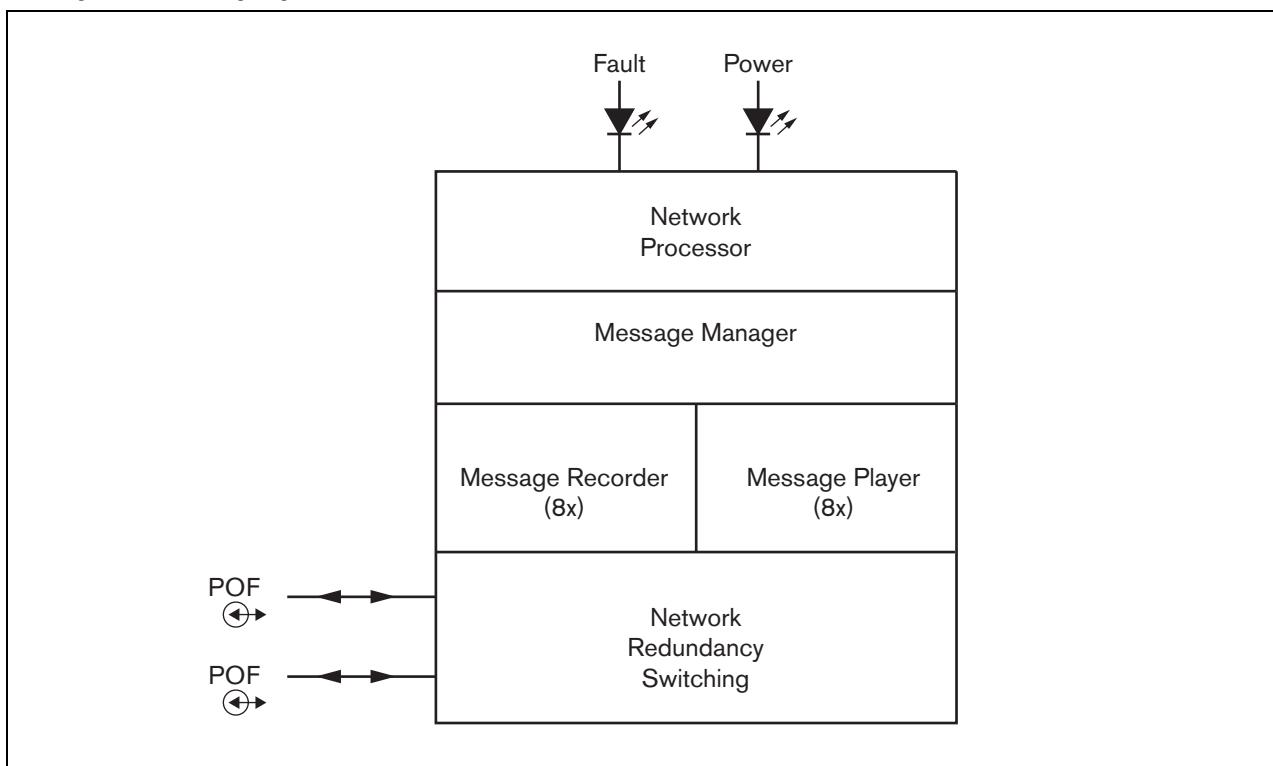 Fault
Power
Network
Processor
Message Manager
Message Recorder
(8x)
Message Player
(8x)
POF
POF
Network
Redundancy
Switching